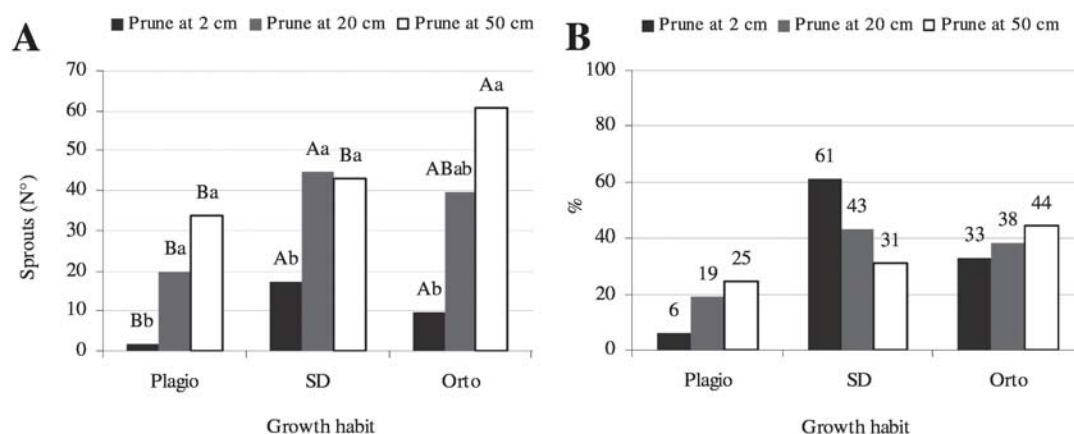 A
■ Prune at 2 cm ■ Prune at 20 cm □ Prune at 50 cm
Sprouts (N°)
70
60
50
40
30
20
10
0
Bb
Ba
Ba
Ab
Aa
Ba
Ab
ABab
Aa
Plagio SD Orto
Growth habit
B
■ Prune at 2 cm ■ Prune at 20 cm □ Prune at 50 cm
%
100
80
60
40
20
0
6
19
25
61
43
31
33
38
44
Plagio SD Orto
Growth habit